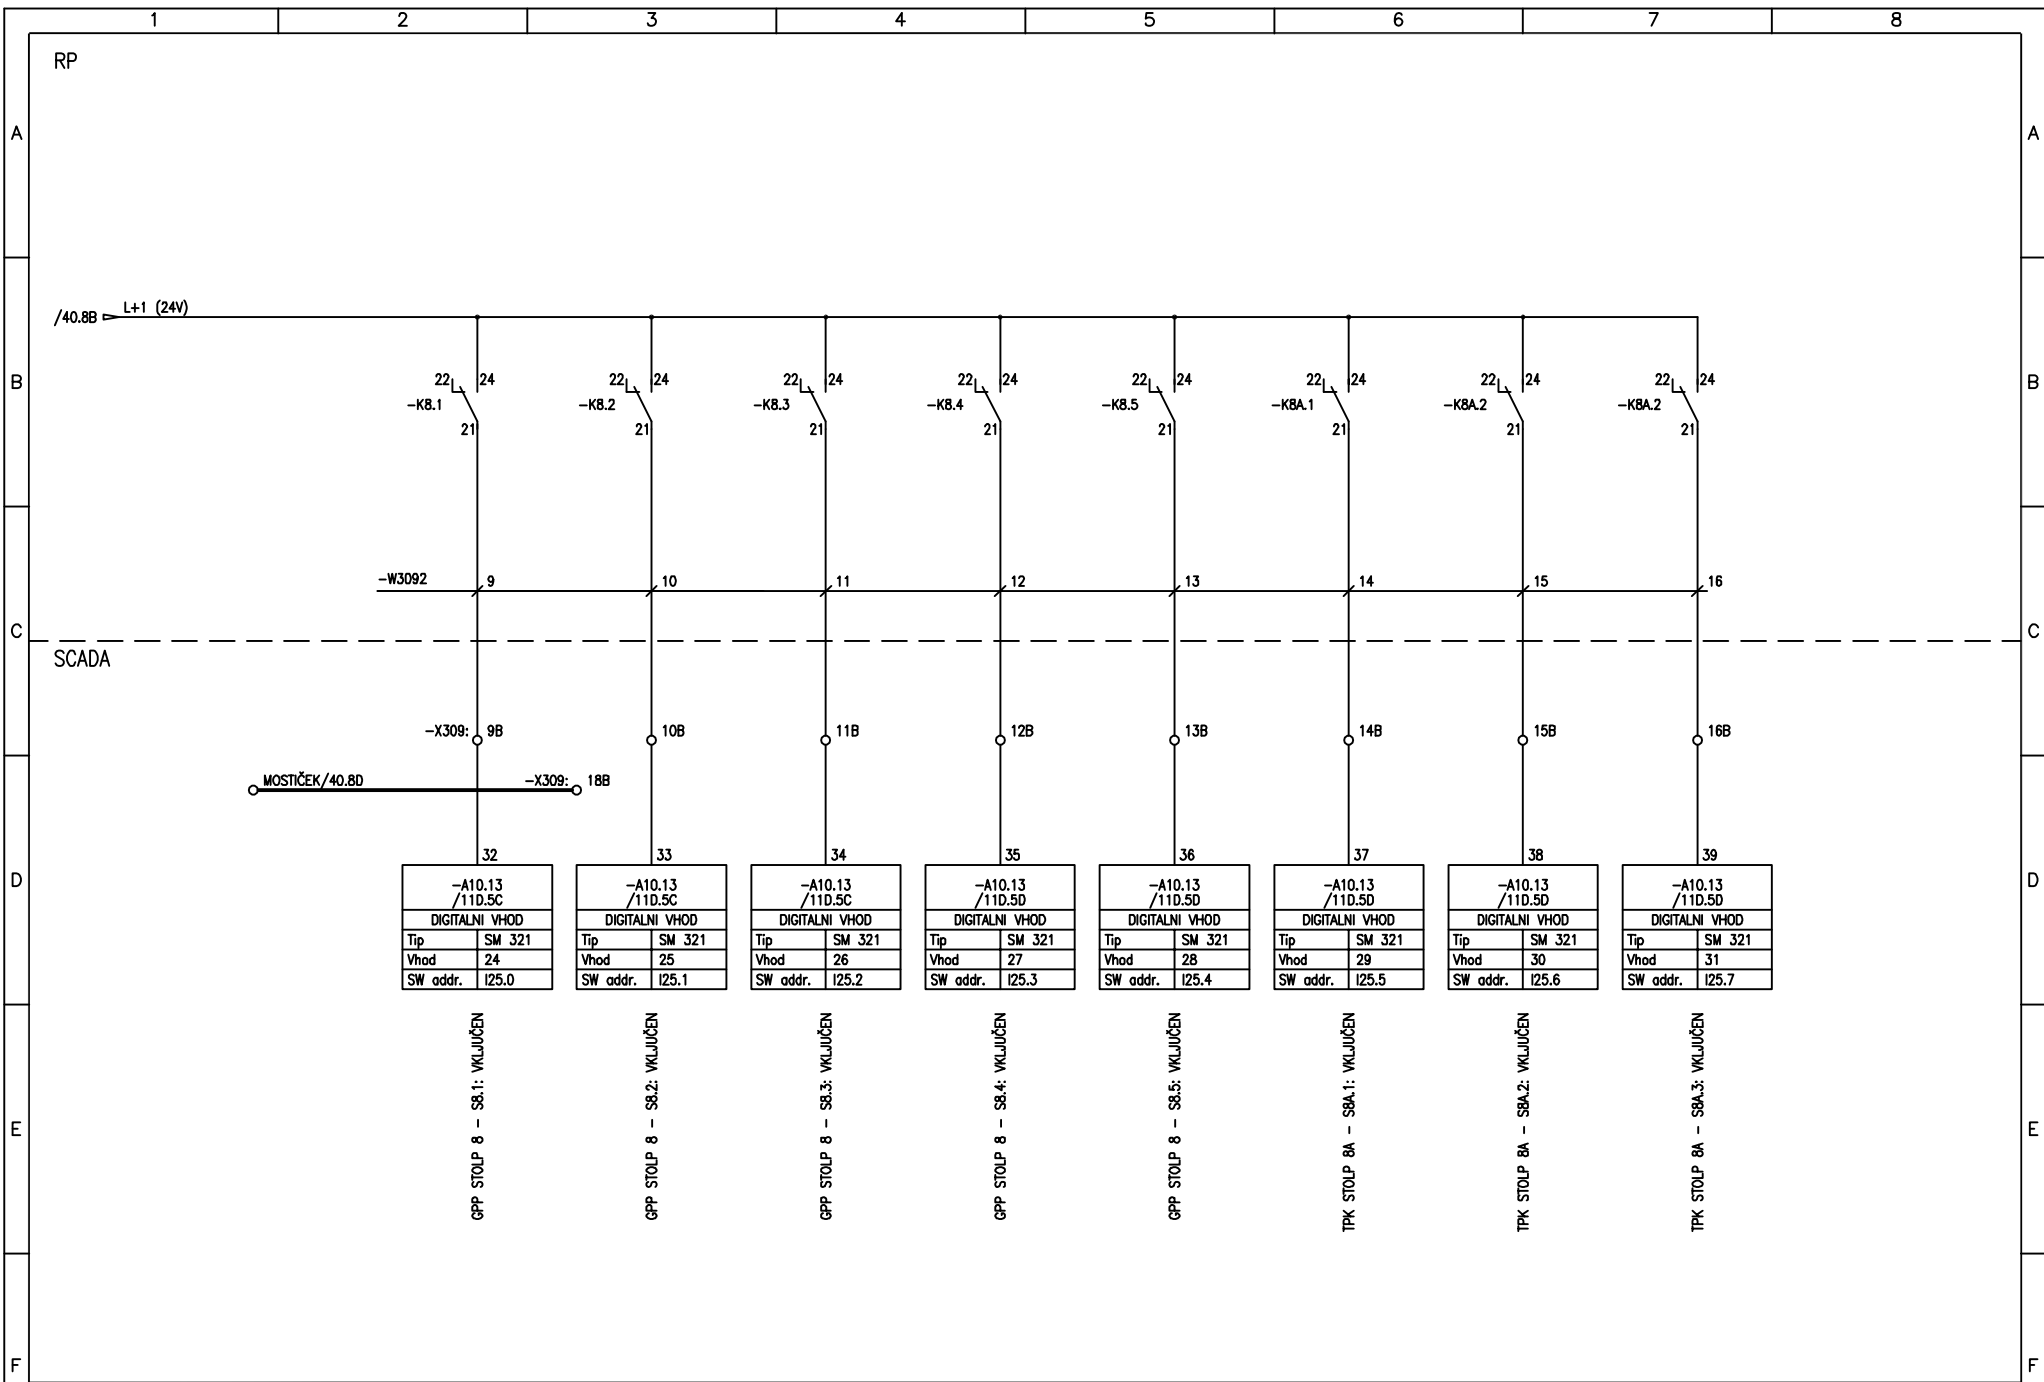 1 2 3 4 5 6 7 8
RP
A A
/40.8B L+1 (24V)
B B
22 24 22 24 22 24 22 24 22 24 22 24 22 24 22 24
-K8.1 -K8.2 -K8.3 -K8.4 -K8.5 -K8A.1 -K8A.2 -K8A.2
21 21 21 21 21 21 21 21
-W3092 9 10 11 12 13 14 15 16
C C
SCADA
-X309: 9B 10B 11B 12B 13B 14B 15B 16B
MOSTIČEK/40.8D -X309: 18B
32 33 34 35 36 37 38 39
D D
-A10.13 -A10.13 -A10.13 -A10.13 -A10.13 -A10.13 -A10.13 -A10.13
/11D.5C /11D.5C /11D.5C /11D.5D /11D.5D /11D.5D /11D.5D /11D.5D
DIGITALNI VHOD DIGITALNI VHOD DIGITALNI VHOD DIGITALNI VHOD DIGITALNI VHOD DIGITALNI VHOD DIGITALNI VHOD DIGITALNI VHOD
Tip SM 321 Tip SM 321 Tip SM 321 Tip SM 321 Tip SM 321 Tip SM 321 Tip SM 321 Tip SM 321
Vhod 24 Vhod 25 Vhod 26 Vhod 27 Vhod 28 Vhod 29 Vhod 30 Vhod 31
SW addr. I25.0 SW addr. I25.1 SW addr. I25.2 SW addr. I25.3 SW addr. I25.4 SW addr. I25.5 SW addr. I25.6 SW addr. I25.7
GPP STOLP 8 - S8.1: VKLJUČEN
GPP STOLP 8 - S8.2: VKLJUČEN
GPP STOLP 8 - S8.3: VKLJUČEN
GPP STOLP 8 - S8.4: VKLJUČEN
GPP STOLP 8 - S8.5: VKLJUČEN
TPK STOLP 8A - S8A.1: VKLJUČEN
TPK STOLP 8A - S8A.2: VKLJUČEN
TPK STOLP 8A - S8A.3: VKLJUČEN
E E
F F